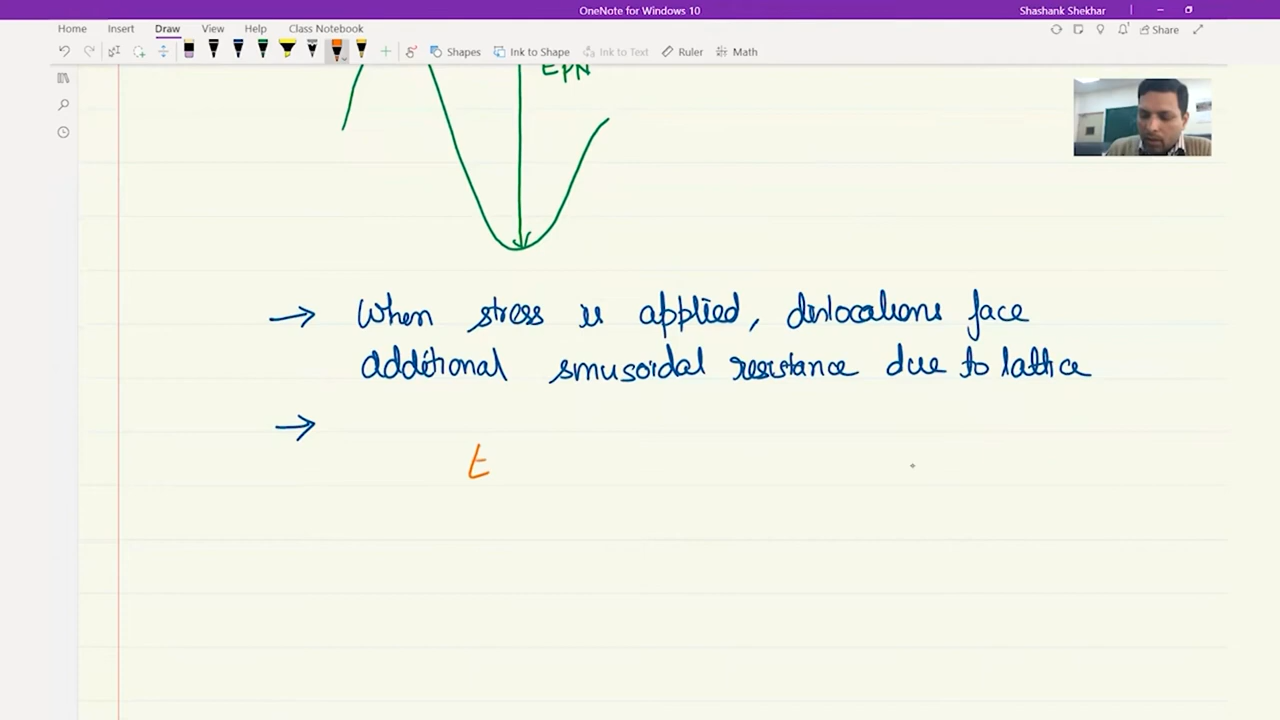 OneNote for Windows 10
Shashank Shekhar
Home Insert Draw View Help Class Notebook
Share
Shapes Ink to Shape Ink to Text Ruler Math
EPN
→ When stress is applied, dislocations face
additional sinusoidal resistance due to lattice
→
t